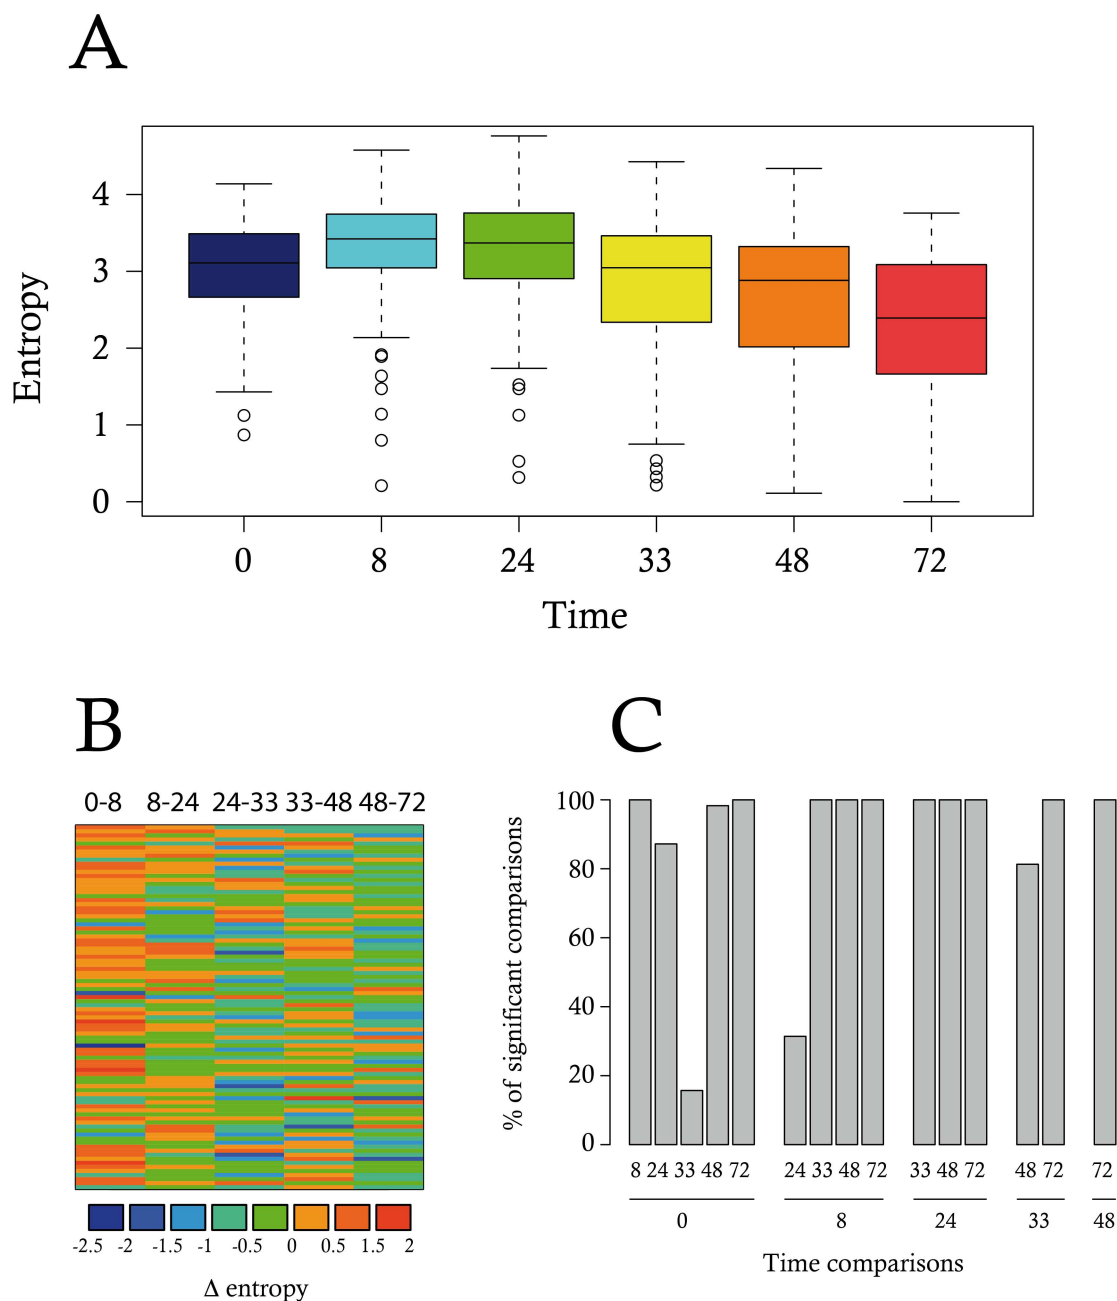 A
Entropy
4
3
2
1
0
0 8 24 33 48 72
Time
B
0-8 8-24 24-33 33-48 48-72
-2.5 -2 -1.5 -1 -0.5 0 0.5 1.5 2
Δ entropy
C
% of significant comparisons
100
80
60
40
20
0
8 24 33 48 72 24 33 48 72 33 48 72 48 72 72
0 8 24 33 48
Time comparisons